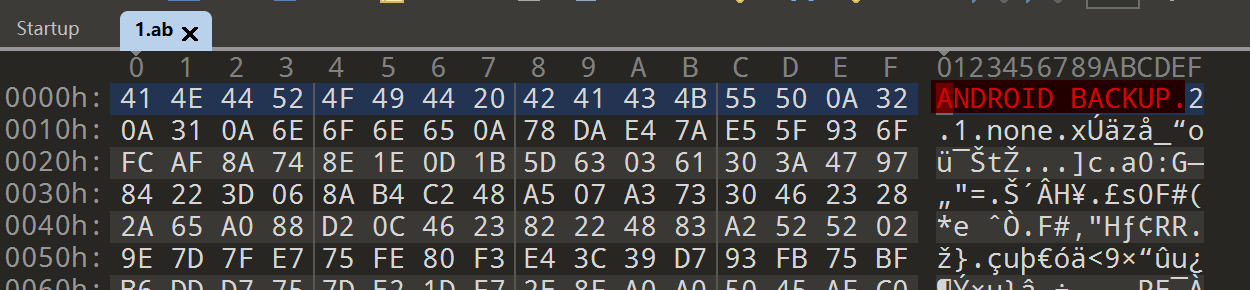 Startup 1.ab
0 1 2 3 4 5 6 7 8 9 A B C D E F 0123456789ABCDEF
0000h: 41 4E 44 52 4F 49 44 20 42 41 43 4B 55 50 0A 32 ANDROID BACKUP.2
0010h: 0A 31 0A 6E 6F 6E 65 0A 78 DA E4 7A E5 5F 93 6F .1.none.xÚäzå_“o
0020h: FC AF 8A 74 8E 1E 0D 1B 5D 63 03 61 30 3A 47 97 ü¯ŠtŽ...]c.a0:G—
0030h: 84 22 3D 06 8A B4 C2 48 A5 07 A3 73 30 46 23 28 „"=.Š´ÂH¥.£s0F#(
0040h: 2A 65 A0 88 D2 0C 46 23 82 22 48 83 A2 52 52 02 *e ˆÒ.F#‚"Hƒ¢RR.
0050h: 9E 7D 7F E7 75 FE 80 F3 E4 3C 39 D7 93 FB 75 BF ž}.çuþ€óä<9×“ûu¿